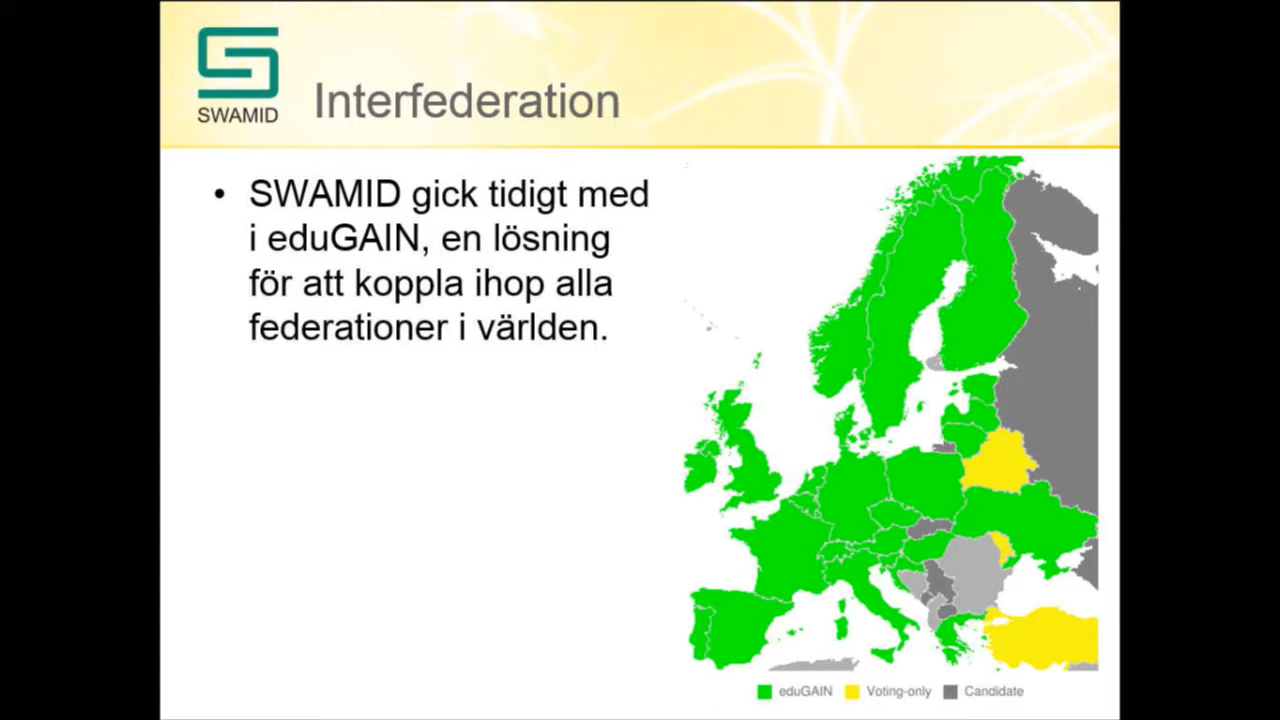 SWAMID
Interfederation
• SWAMID gick tidigt med
i eduGAIN, en lösning
för att koppla ihop alla
federationer i världen.
eduGAIN Voting-only Candidate